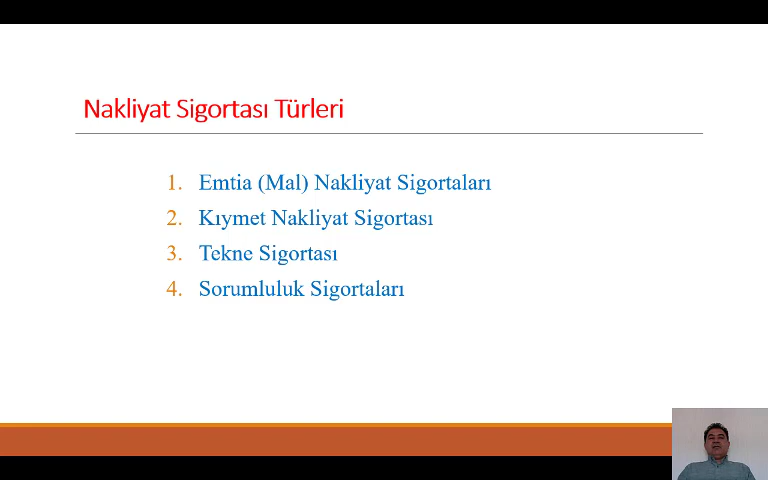 Nakliyat Sigortası Türleri
1. Emtia (Mal) Nakliyat Sigortaları
2. Kıymet Nakliyat Sigortası
3. Tekne Sigortası
4. Sorumluluk Sigortaları